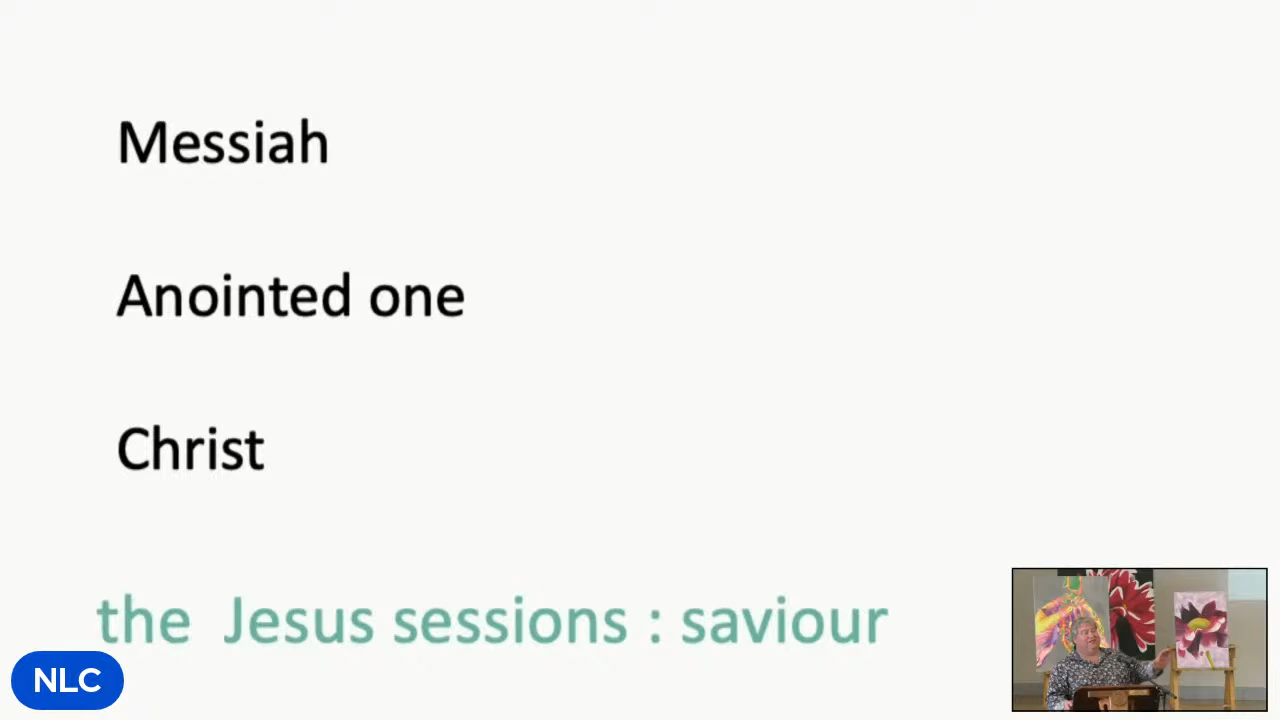 Messiah
Anointed one
Christ
the Jesus sessions : saviour
NLC